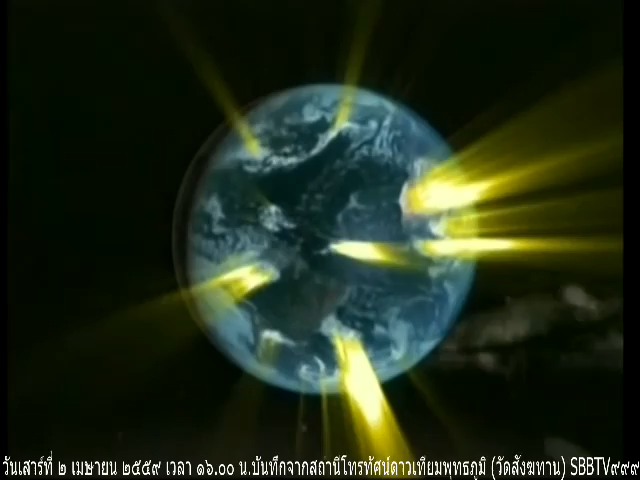 วันเสาร์ที่ ๒ เมษายน ๒๕๕๙ เวลา ๑๖.๐๐ น.บันทึกจากสถานีโทรทัศน์ดาวเทียมพุทธภูมิ (วัดสังฆทาน) SBBTV๙๙๙